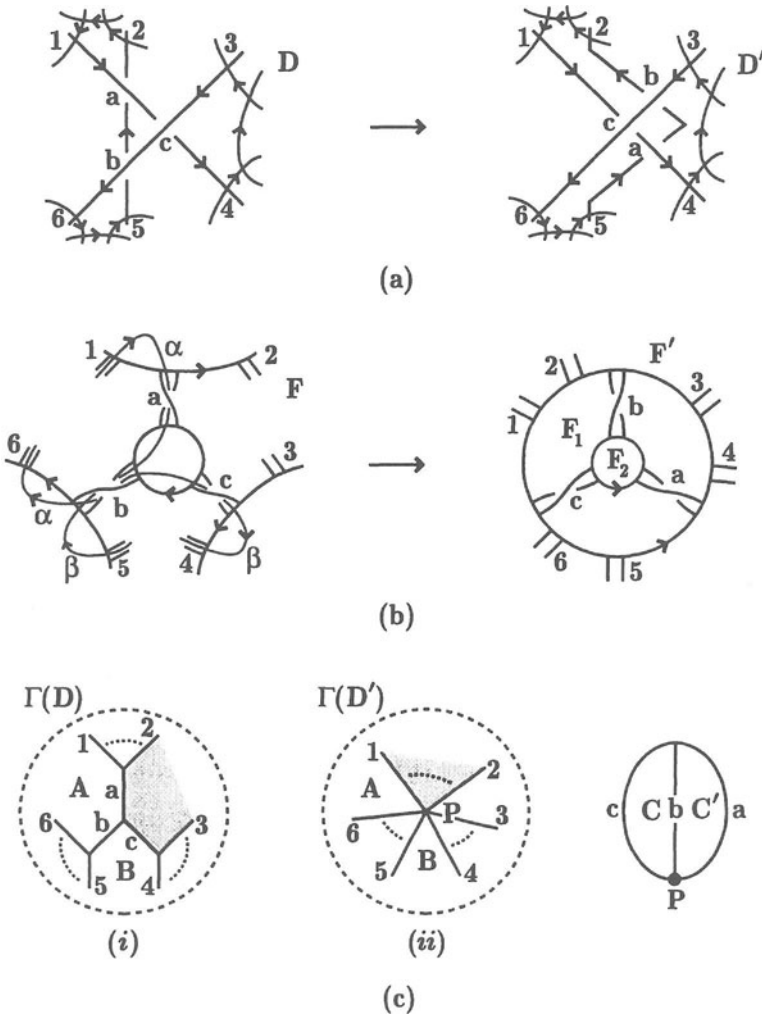 1 2 3 D
a
c
b
6 5 4
1 2 3 D′
b
c
a
6 5 4
(a)
1 α 2
a F
6 3
c
b
α
β 5 4 β
2 F′ 3
1 F₁ b 4
F₂
c a
6 5
(b)
Γ(D)
1 2
A a
6 b 3
c
B
5 4
(i)
Γ(D′)
1 2
A
P
6 3
B
5 4
(ii)
c C b C′ a
P
(c)